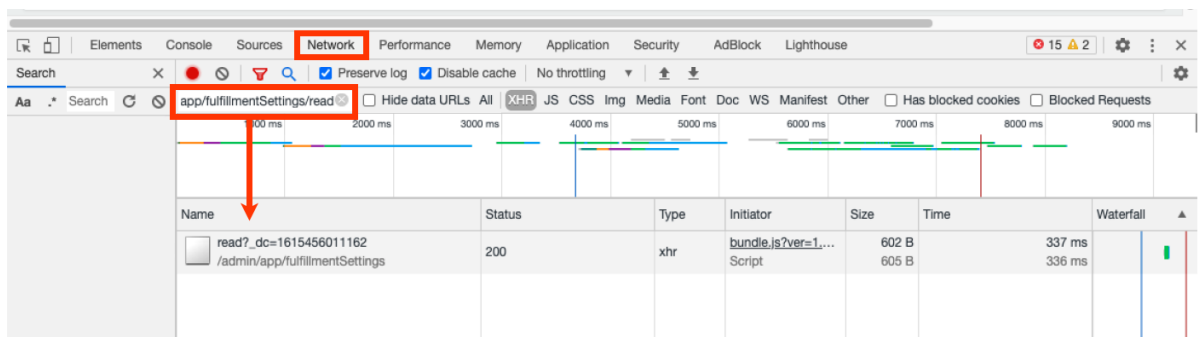 Elements Console Sources Network Performance Memory Application Security AdBlock Lighthouse 15 2
Search Preserve log Disable cache No throttling
Aa .* Search app/fulfillmentSettings/read Hide data URLs All XHR JS CSS Img Media Font Doc WS Manifest Other Has blocked cookies Blocked Requests
1000 ms 2000 ms 3000 ms 4000 ms 5000 ms 6000 ms 7000 ms 8000 ms 9000 ms
Name Status Type Initiator Size Time Waterfall
read?_dc=1615456011162 200 xhr bundle.js?ver=1.... 602 B 337 ms
/admin/app/fulfillmentSettings Script 605 B 336 ms